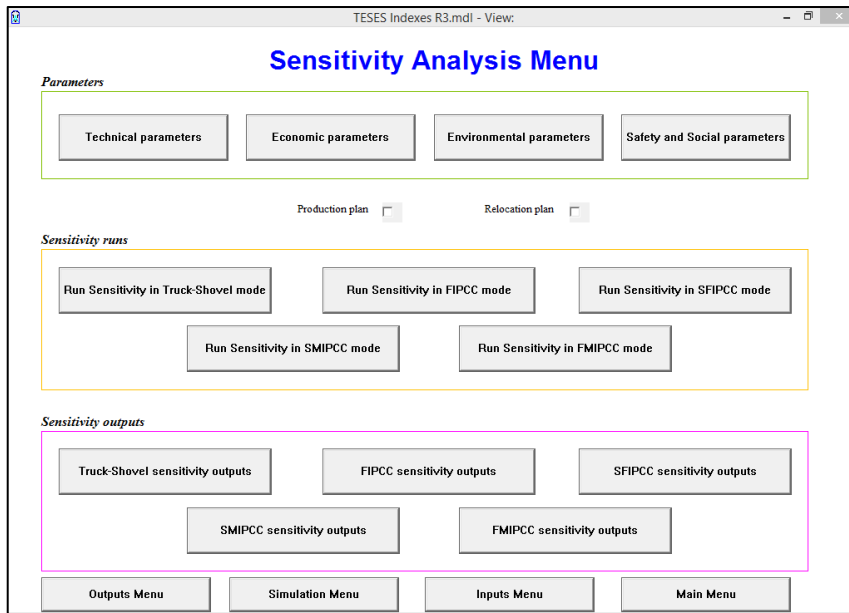 TESES Indexes R3.mdl - View:
Sensitivity Analysis Menu
Parameters
Technical parameters
Economic parameters
Environmental parameters
Safety and Social parameters
Production plan
Relocation plan
Sensitivity runs
Run Sensitivity in Truck-Shovel mode
Run Sensitivity in FIPCC mode
Run Sensitivity in SFIPCC mode
Run Sensitivity in SMIPCC mode
Run Sensitivity in FMIPCC mode
Sensitivity outputs
Truck-Shovel sensitivity outputs
FIPCC sensitivity outputs
SFIPCC sensitivity outputs
SMIPCC sensitivity outputs
FMIPCC sensitivity outputs
Outputs Menu
Simulation Menu
Inputs Menu
Main Menu